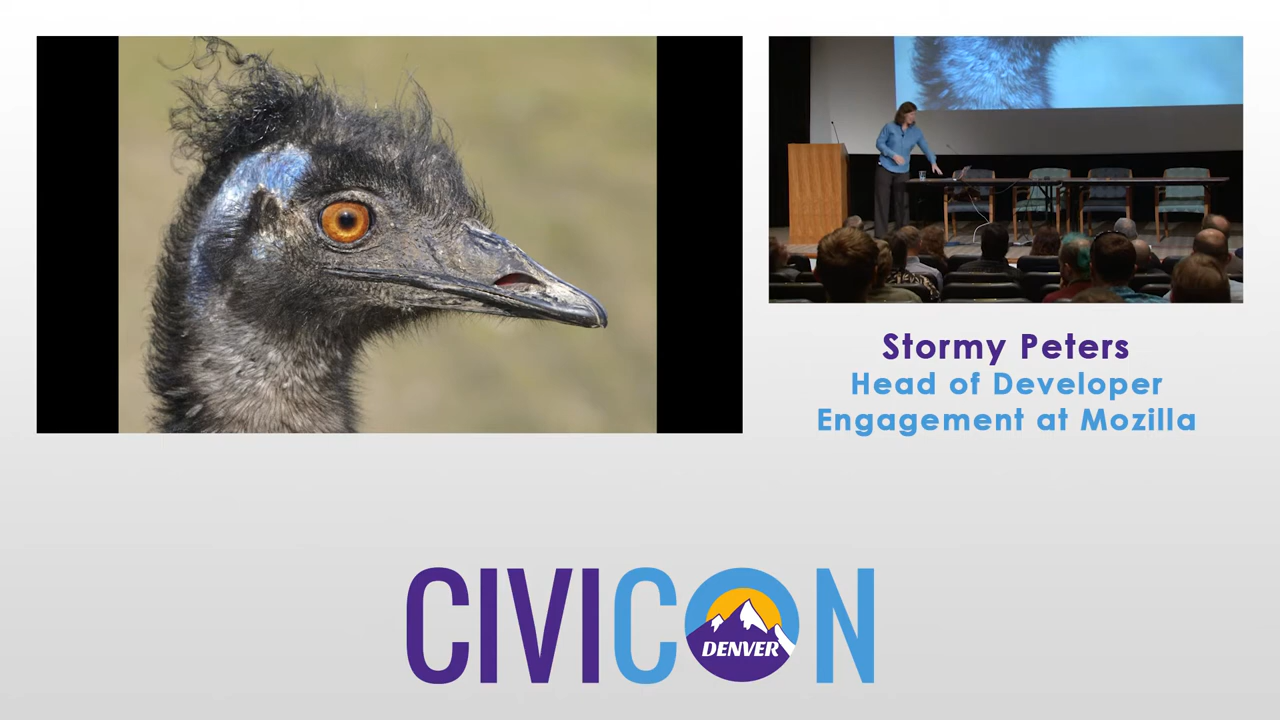 Stormy Peters
Head of Developer
Engagement at Mozilla
CIVICON
DENVER